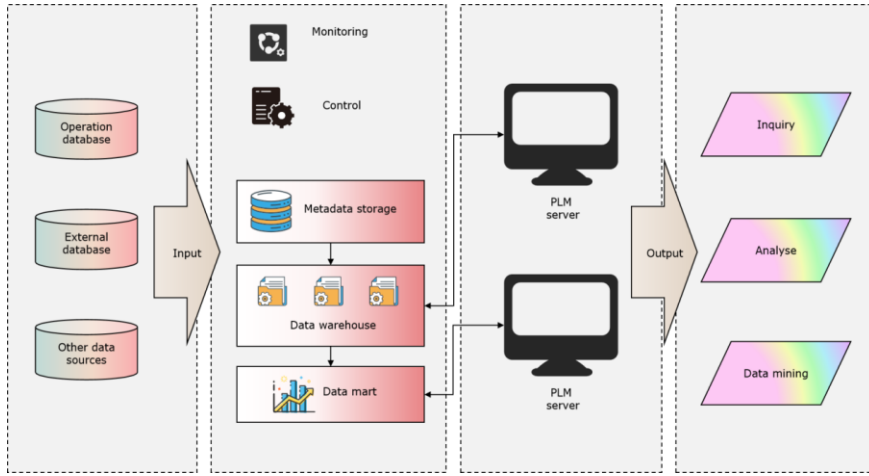 Operation
database
External
database
Other data
sources
Input
Monitoring
Control
Metadata storage
Data warehouse
Data mart
PLM
server
PLM
server
Output
Inquiry
Analyse
Data mining